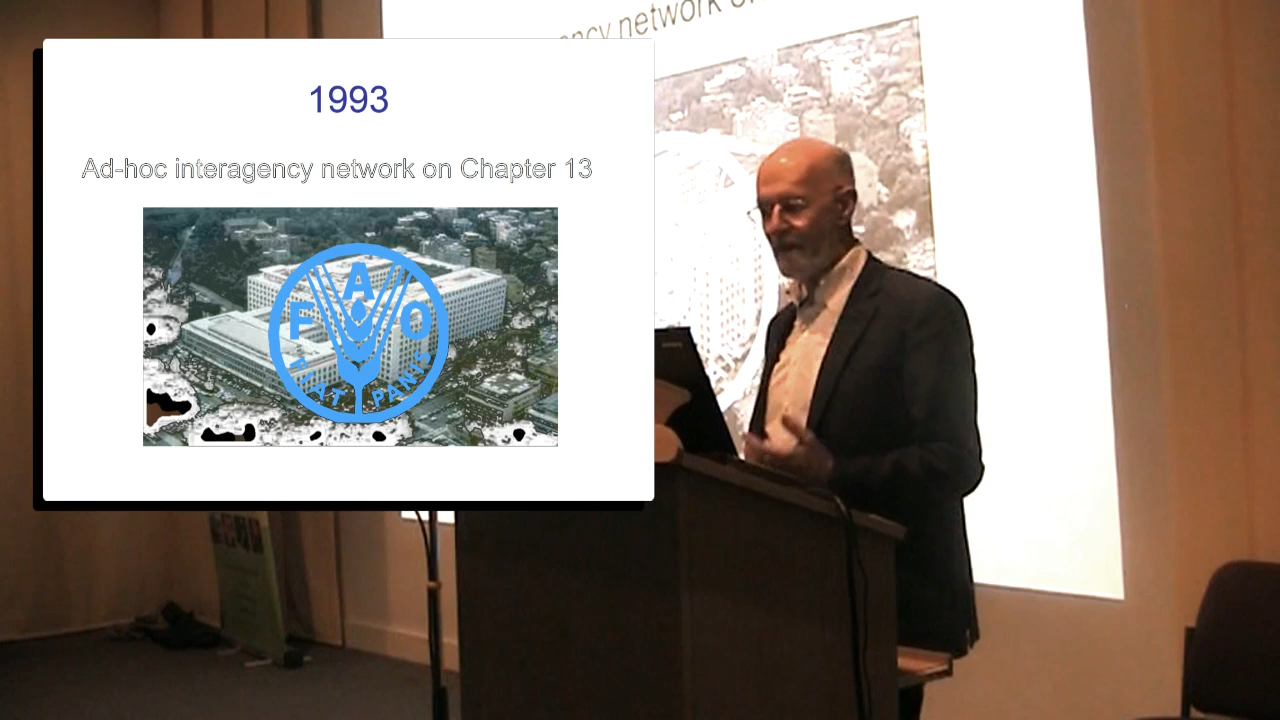 1993
Ad-hoc interagency network on Chapter 13
F A O
FIAT PANIS
ency network on